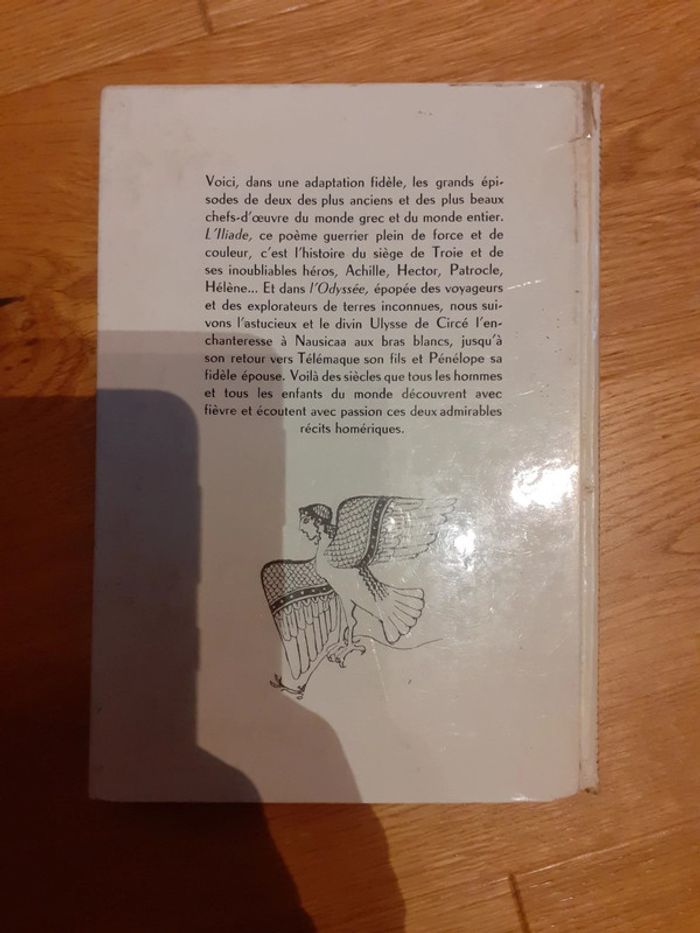 Voici, dans une adaptation fidèle, les grands épi-
sodes de deux des plus anciens et des plus beaux
chefs-d'œuvre du monde grec et du monde entier.
L'Iliade, ce poème guerrier plein de force et de
couleur, c'est l'histoire du siège de Troie et de
ses inoubliables héros, Achille, Hector, Patrocle,
Hélène... Et dans l'Odyssée, épopée des voyageurs
et des explorateurs de terres inconnues, nous sui-
vons l'astucieux et le divin Ulysse de Circé l'en-
chanteresse à Nausicaa aux bras blancs, jusqu'à
son retour vers Télémaque son fils et Pénélope sa
fidèle épouse. Voilà des siècles que tous les hommes
et tous les enfants du monde découvrent avec
fièvre et écoutent avec passion ces deux admirables
récits homériques.